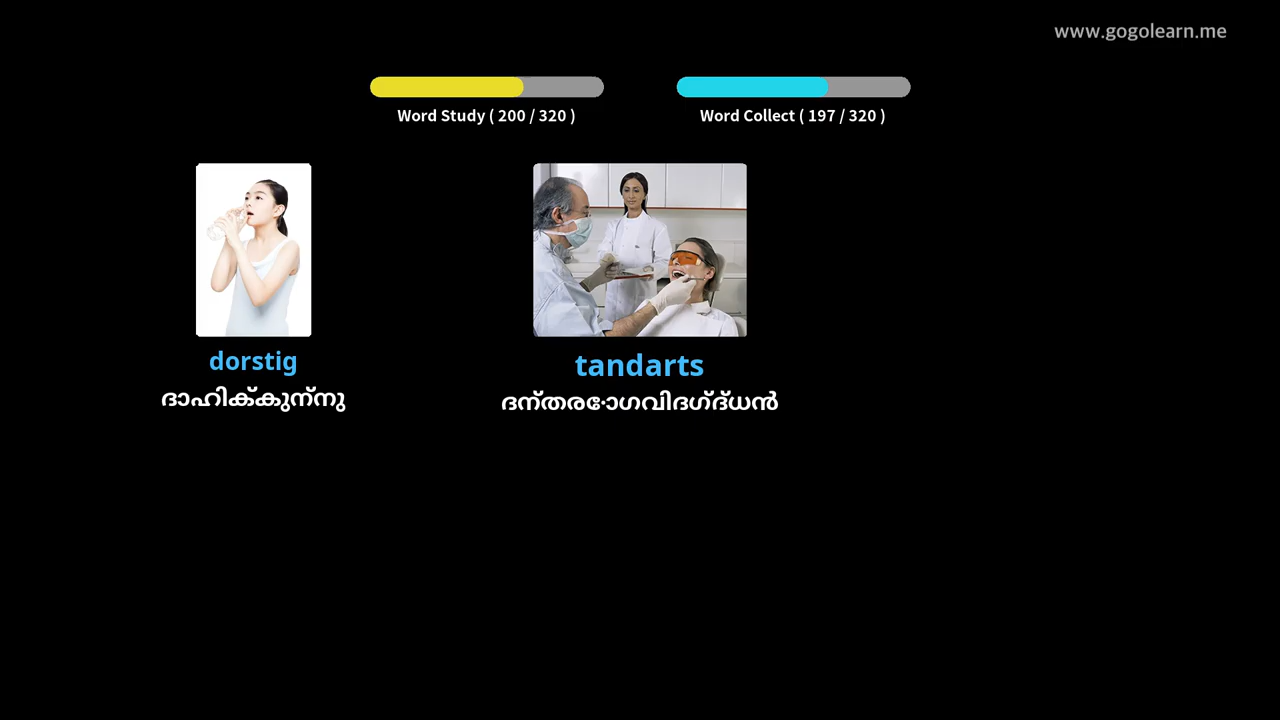 www.gogolearn.me
Word Study ( 200 / 320 )
Word Collect ( 197 / 320 )
dorstig
ദാഹിക്കുന്നു
tandarts
ദന്തരോഗവിദഗ്ദ്ധൻ